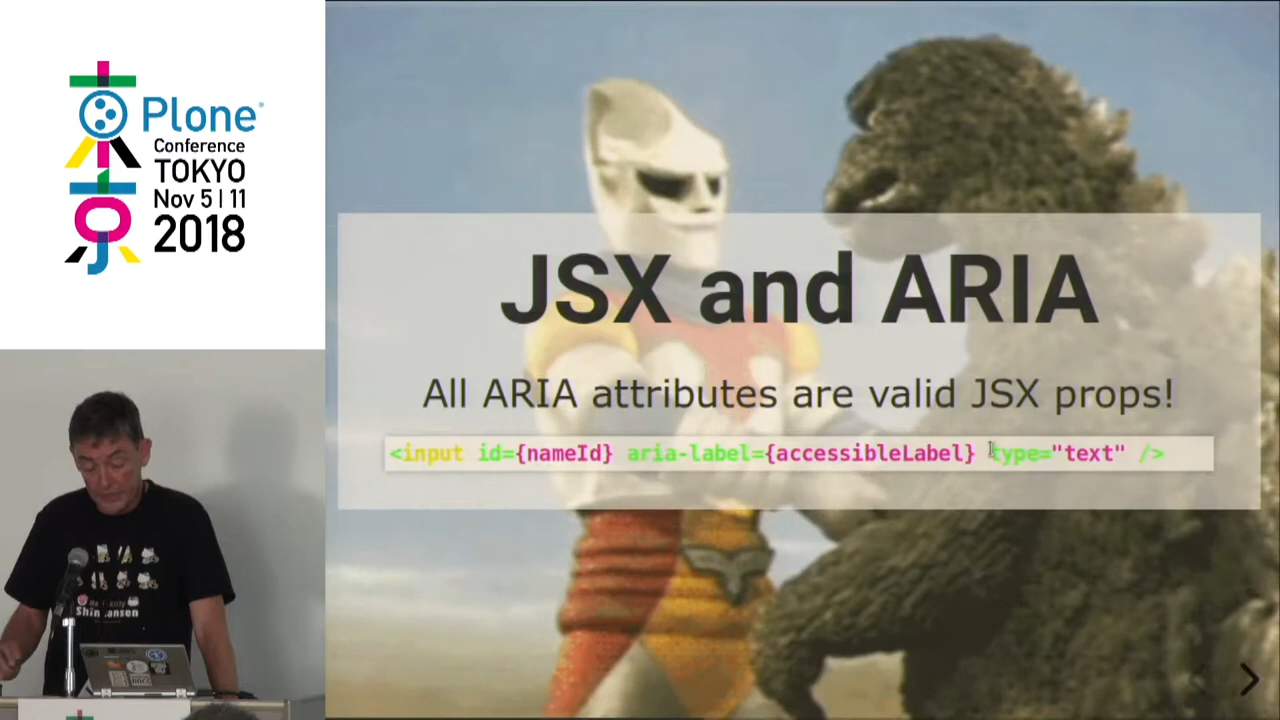 Plone
Conference
TOKYO
Nov 5 | 11
2018
JSX and ARIA
All ARIA attributes are valid JSX props!
<input id={nameId} aria-label={accessibleLabel} type="text" />